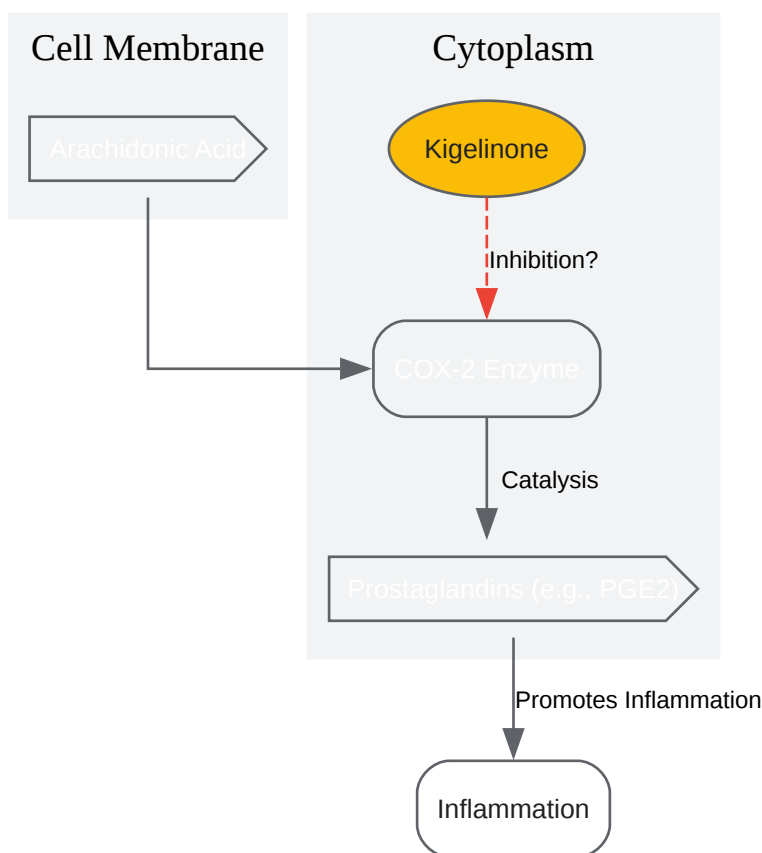 Cell Membrane
Cytoplasm
Arachidonic Acid
Kigelinone
Inhibition?
COX-2 Enzyme
Catalysis
Prostaglandins (e.g., PGE2)
Promotes Inflammation
Inflammation